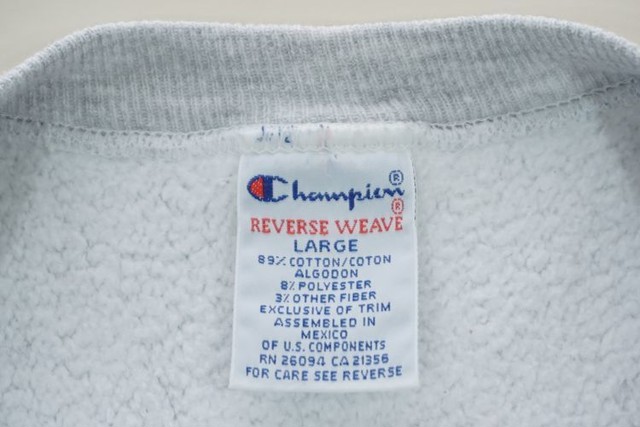 Champion®
REVERSE WEAVE®
LARGE
89% COTTON/COTON
ALGODON
8% POLYESTER
3% OTHER FIBER
EXCLUSIVE OF TRIM
ASSEMBLED IN
MEXICO
OF U.S. COMPONENTS
RN 26094 CA 21356
FOR CARE SEE REVERSE